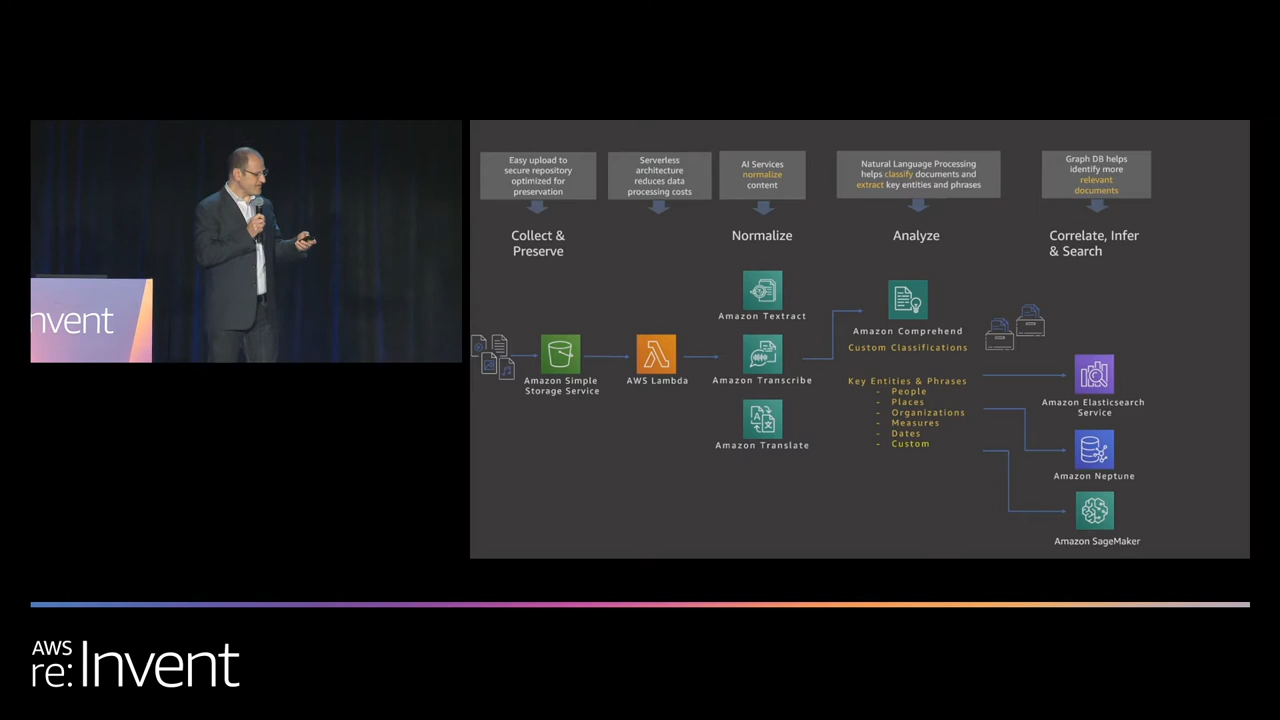 Easy upload to
secure repository
optimized for
preservation
Serverless
architecture
reduces data
processing costs
AI Services
normalize
content
Natural Language Processing
helps classify documents and
extract key entities and phrases
Graph DB helps
identify more
relevant
documents
Collect &
Preserve
Normalize
Analyze
Correlate, Infer
& Search
Amazon Textract
Amazon Comprehend
Custom Classifications
Amazon Simple
Storage Service
AWS Lambda
Amazon Transcribe
Key Entities & Phrases
- People
- Places
- Organizations
- Measures
- Dates
- Custom
Amazon Translate
Amazon Elasticsearch
Service
Amazon Neptune
Amazon SageMaker
nvent
AWS
re:Invent